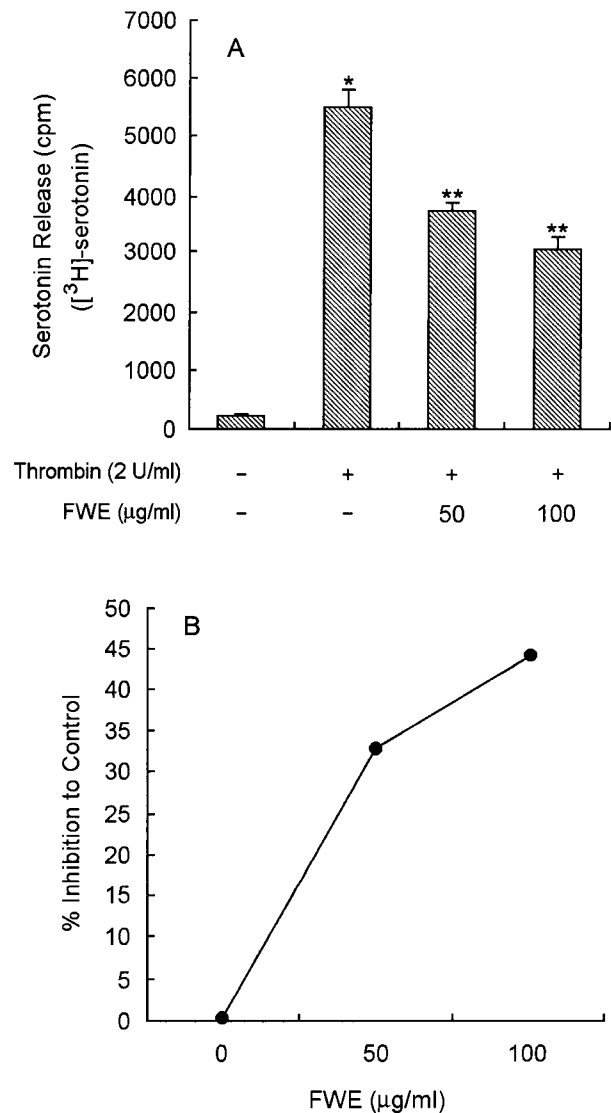 A
7000
6000
5000
4000
3000
2000
1000
0
Serotonin Release (cpm)
([³H]-serotonin)
*
**
**
Thrombin (2 U/ml) − + + +
FWE (μg/ml) − − 50 100
B
50
45
40
35
30
25
20
15
10
5
0
% Inhibition to Control
0 50 100
FWE (μg/ml)